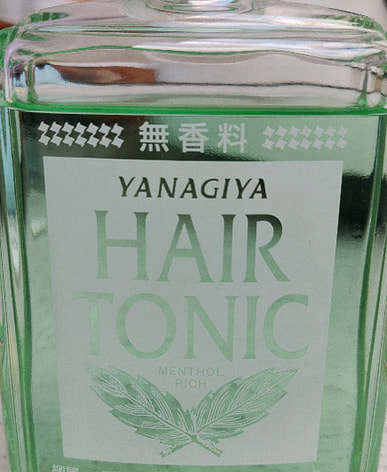 無香料
YANAGIYA
HAIR
TONIC
MENTHOL
RICH